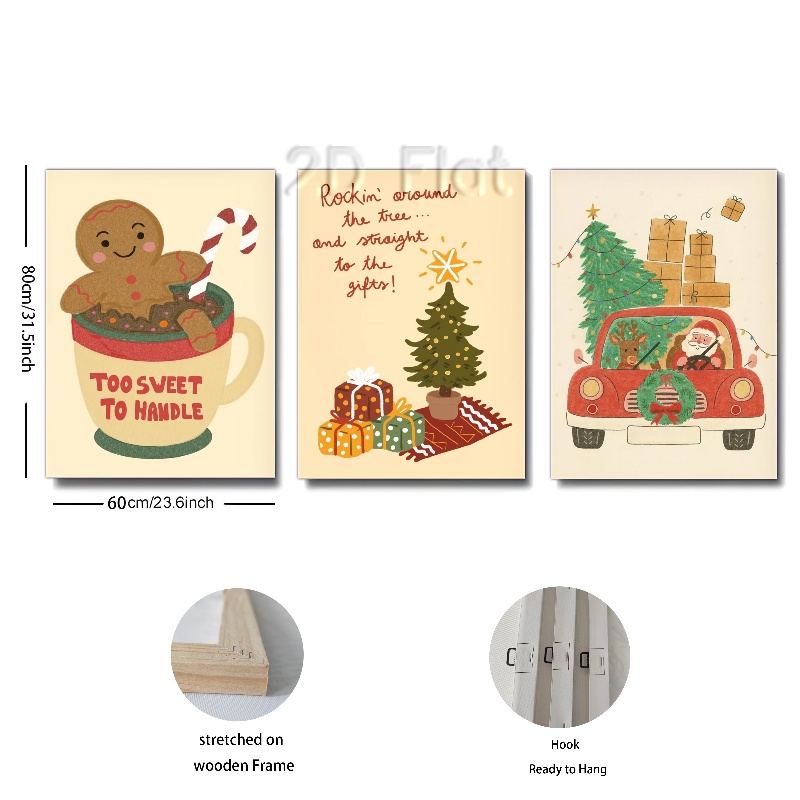 2D Flat
80cm/31.5inch
TOO SWEET
TO HANDLE
Rockin' around
the tree...
and straight
to the
gifts!
60cm/23.6inch
stretched on
wooden Frame
Hook
Ready to Hang